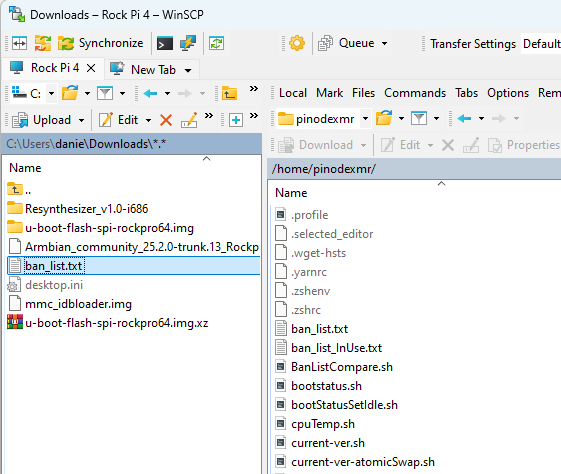 Downloads – Rock Pi 4 – WinSCP
Synchronize
Queue
Transfer Settings Default
Rock Pi 4
New Tab
C:
Upload
Edit
C:\Users\danie\Downloads\*.*
Name
..
Resynthesizer_v1.0-i686
u-boot-flash-spi-rockpro64.img
Armbian_community_25.2.0-trunk.13_Rockp
ban_list.txt
desktop.ini
mmc_idbloader.img
u-boot-flash-spi-rockpro64.img.xz
Local Mark Files Commands Tabs Options Rem
pinodexmr
Download
Edit
Properties
/home/pinodexmr/
Name
.profile
.selected_editor
.wget-hsts
.yarnrc
.zshenv
.zshrc
ban_list.txt
ban_list_InUse.txt
BanListCompare.sh
bootstatus.sh
bootStatusSetIdle.sh
cpuTemp.sh
current-ver.sh
current-ver-atomicSwap.sh